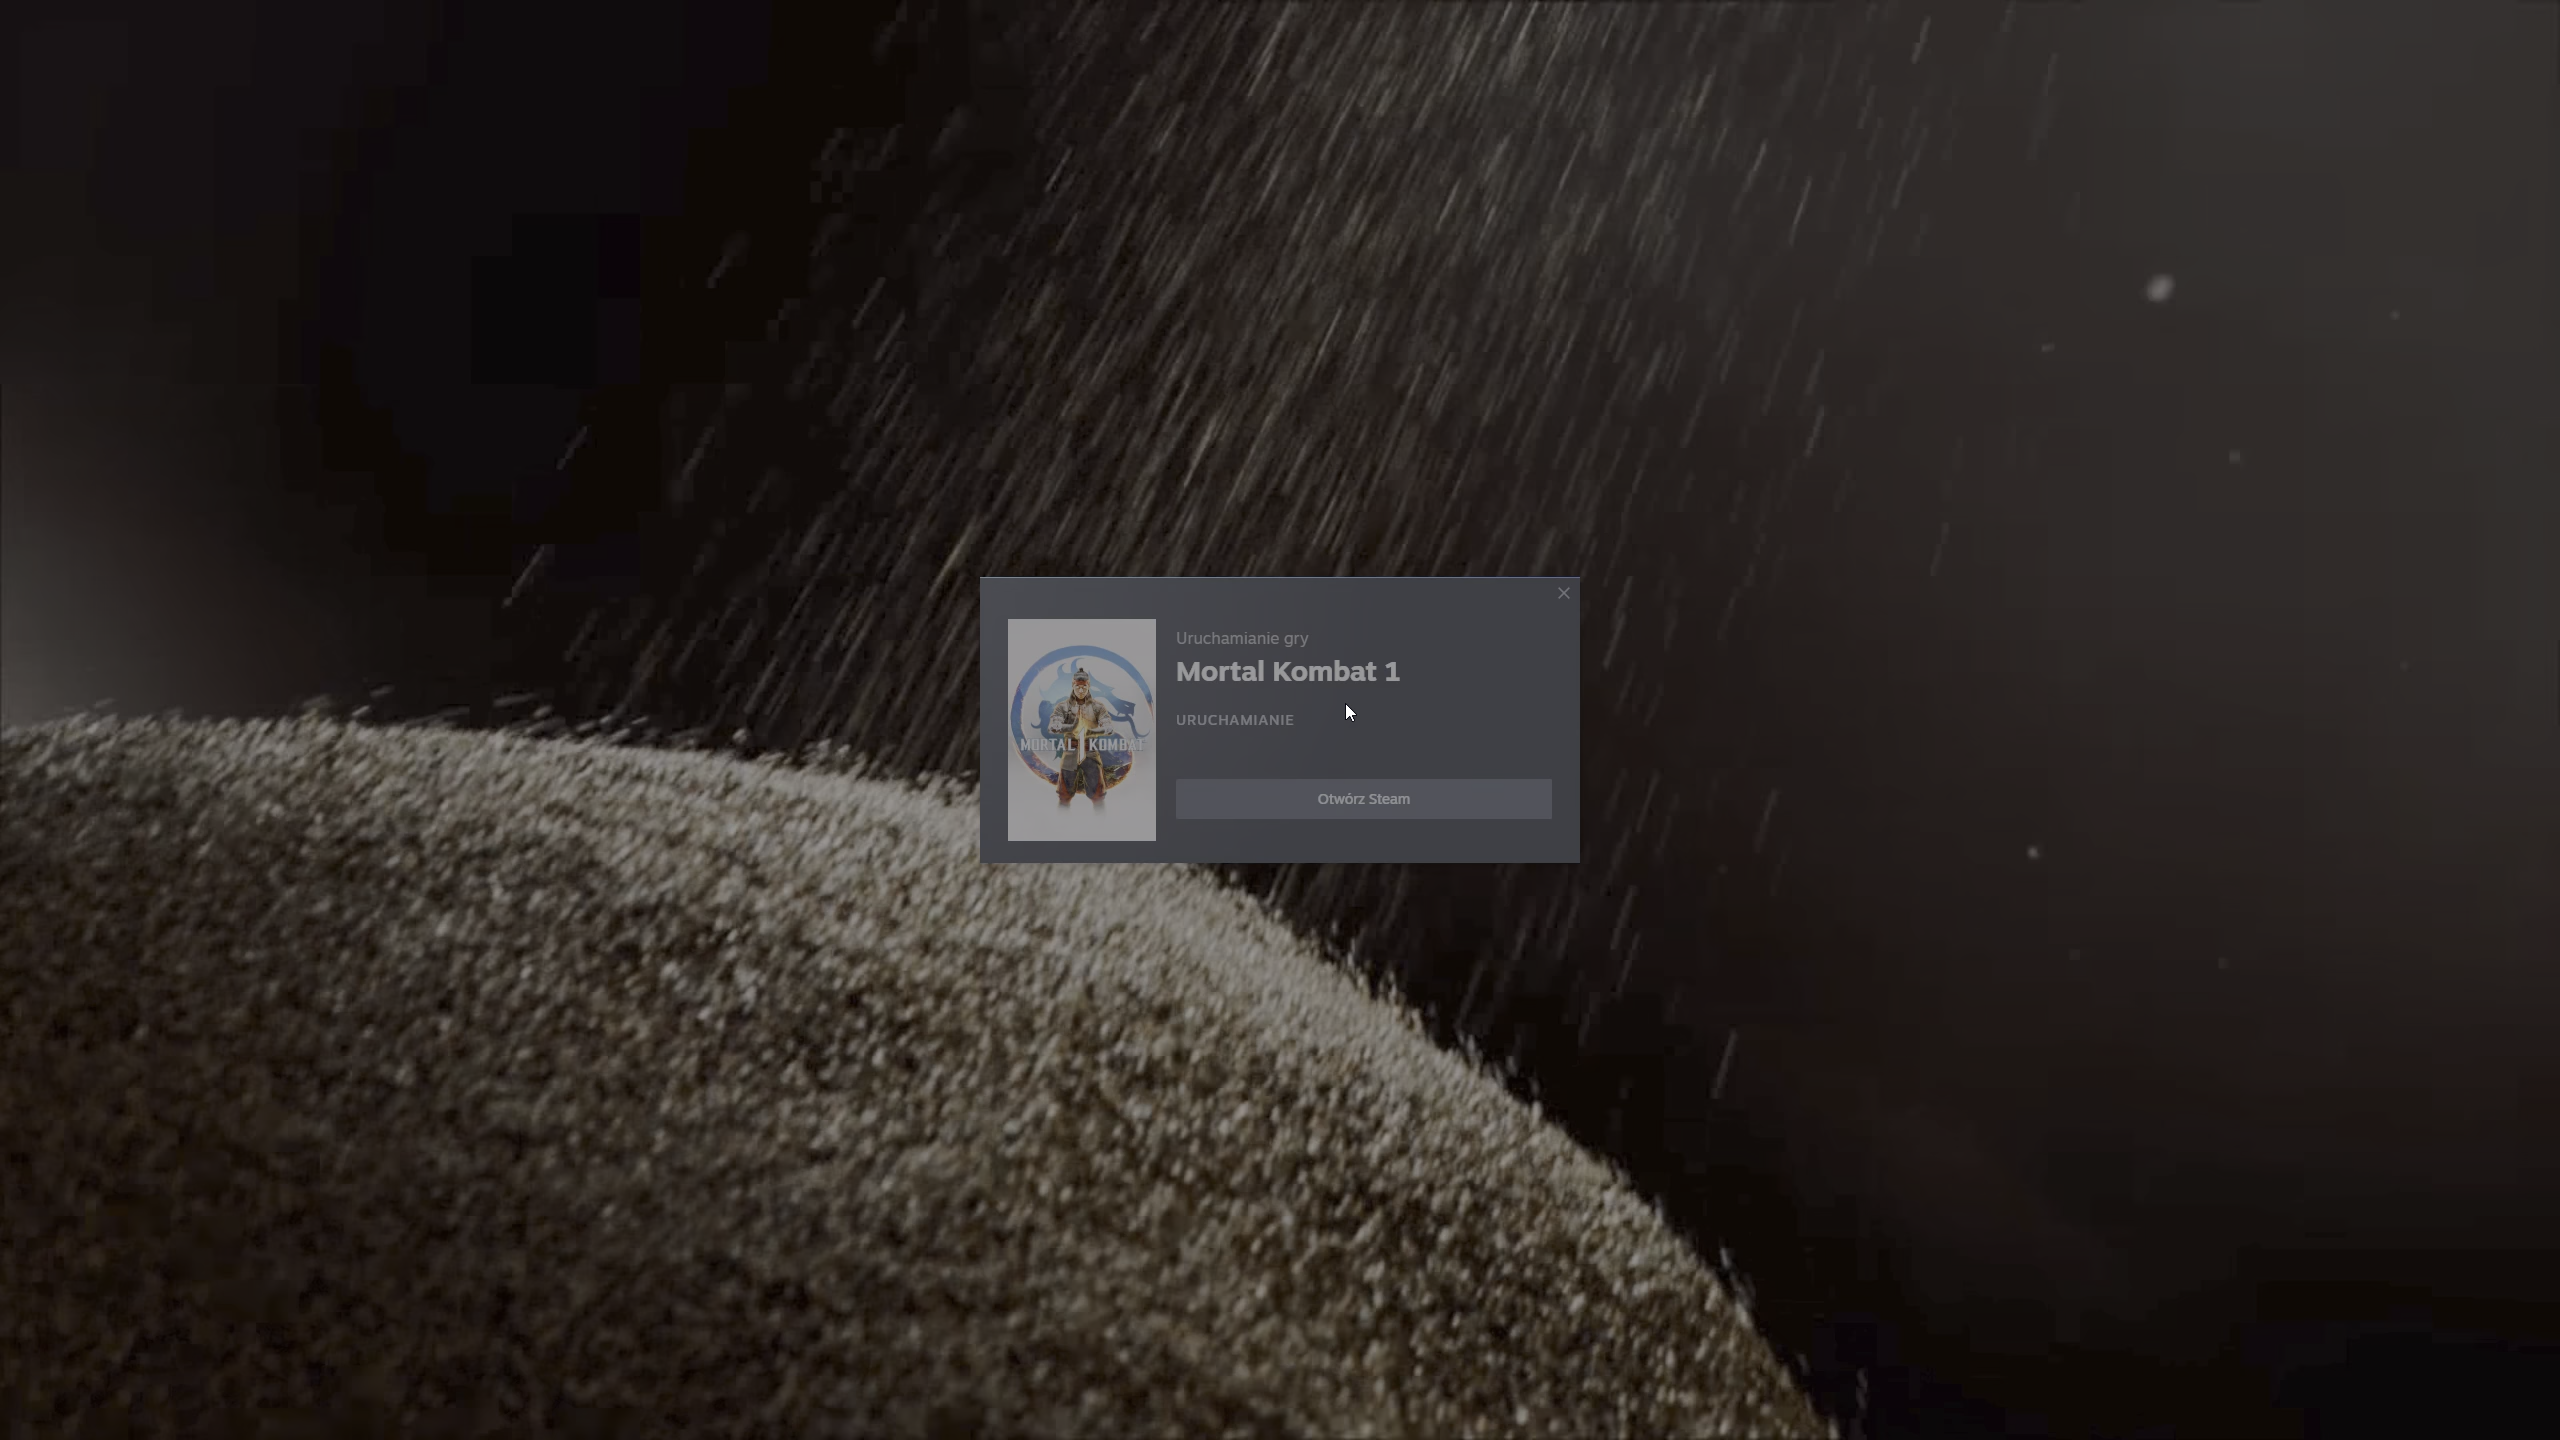 Uruchamianie gry
Mortal Kombat 1
URUCHAMIANIE
MORTAL KOMBAT
Otwórz Steam